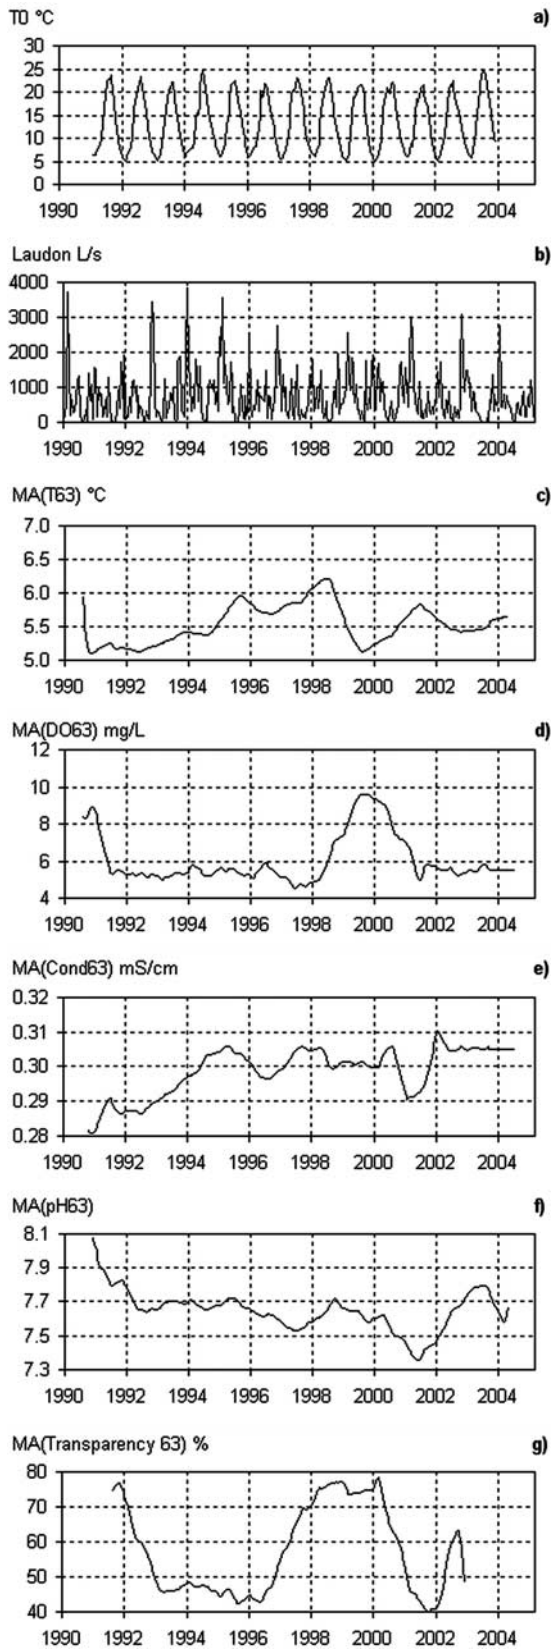 T0 °C a)
30
25
20
15
10
5
0
1990 1992 1994 1996 1998 2000 2002 2004
Laudon L/s b)
4000
3000
2000
1000
0
1990 1992 1994 1996 1998 2000 2002 2004
MA(T63) °C c)
7.0
6.5
6.0
5.5
5.0
1990 1992 1994 1996 1998 2000 2002 2004
MA(DO63) mg/L d)
12
10
8
6
4
1990 1992 1994 1996 1998 2000 2002 2004
MA(Cond63) mS/cm e)
0.32
0.31
0.30
0.29
0.28
1990 1992 1994 1996 1998 2000 2002 2004
MA(pH63) f)
8.1
7.9
7.7
7.5
7.3
1990 1992 1994 1996 1998 2000 2002 2004
MA(Transparency 63) % g)
80
70
60
50
40
1990 1992 1994 1996 1998 2000 2002 2004